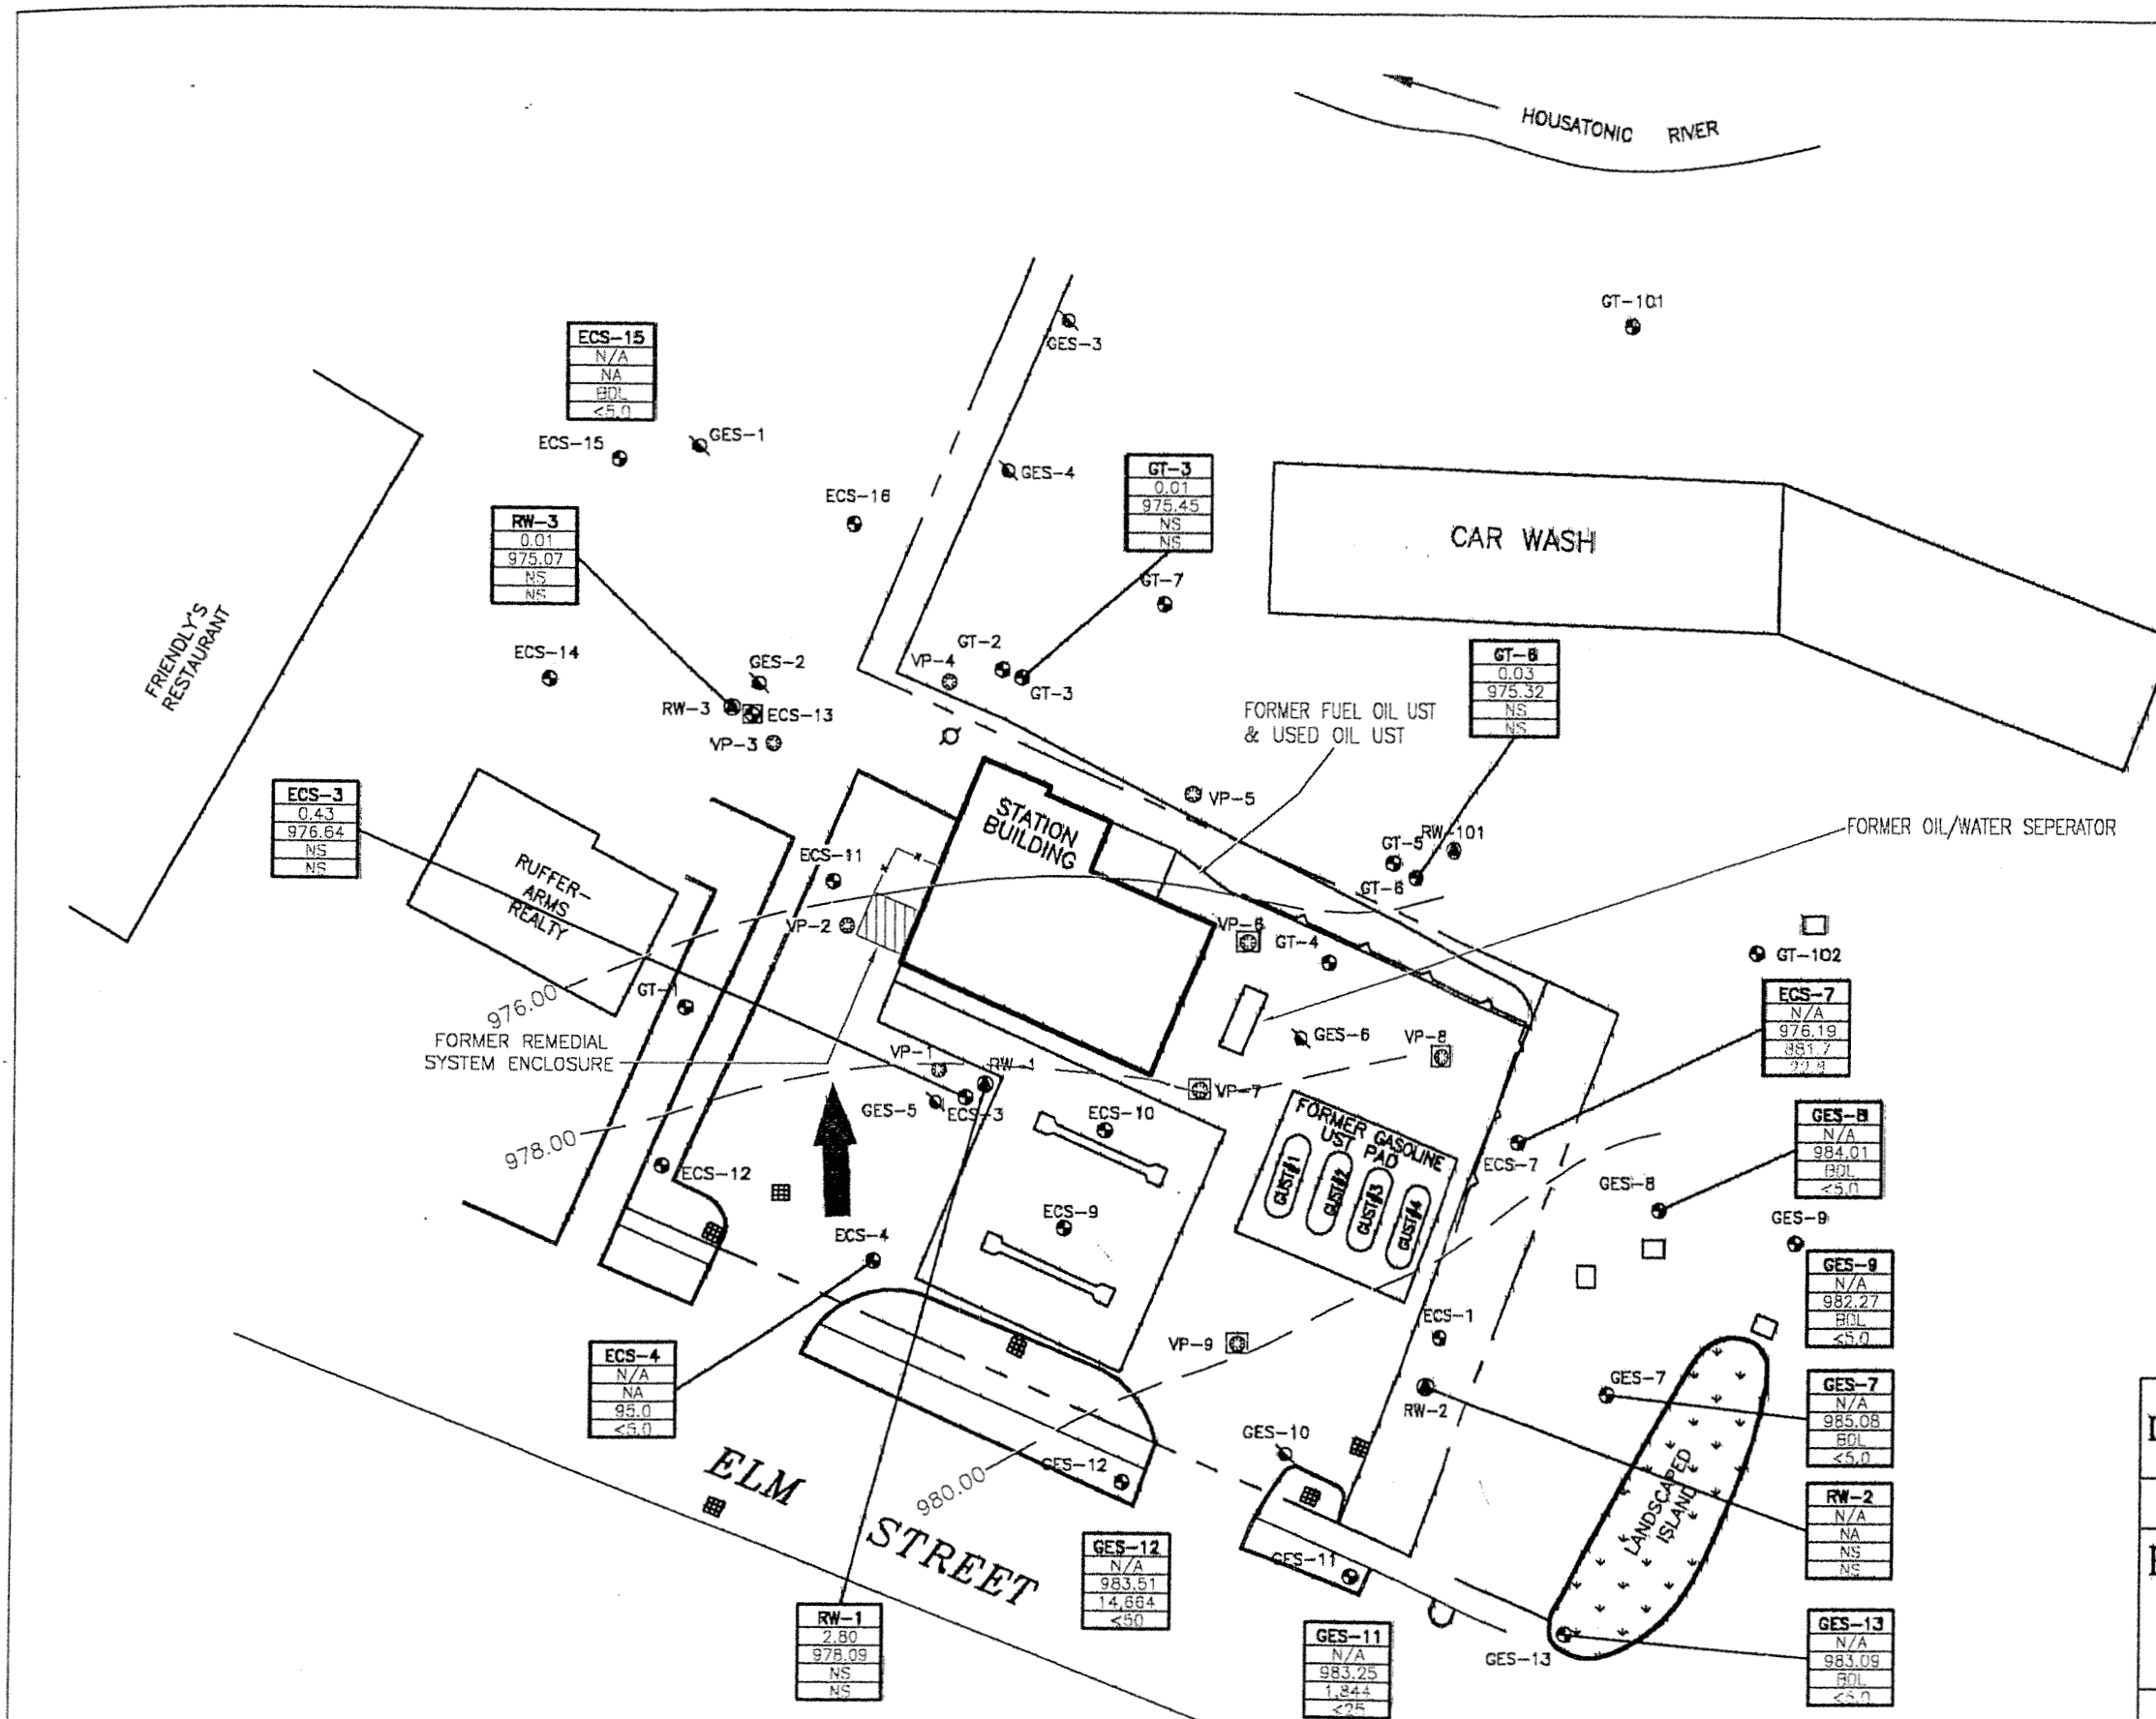 HOUSATONIC RIVER
GT-101
GES-3
ECS-15
N/A
NA
BDL
<5.0
ECS-15
GES-1
GES-4
ECS-16
GT-3
0.01
975.45
NS
NS
CAR WASH
RW-3
0.01
975.07
NS
NS
GT-7
FRIENDLY'S
RESTAURANT
ECS-14
GES-2
VP-4
GT-2
GT-3
RW-3
ECS-13
VP-3
GT-6
0.03
975.32
NS
NS
FORMER FUEL OIL UST
& USED OIL UST
ECS-3
0.43
976.64
NS
NS
STATION
BUILDING
VP-5
GT-5
RW-101
GT-6
FORMER OIL/WATER SEPERATOR
RUFFER-
ARMS
REALTY
ECS-11
VP-2
VP-6
GT-4
GT-102
976.00
GT-1
FORMER REMEDIAL
SYSTEM ENCLOSURE
GES-6
VP-8
ECS-7
N/A
976.19
881.7
22.8
VP-1
RW-1
VP-7
GES-5
ECS-3
ECS-10
978.00
ECS-12
FORMER GASOLINE
UST
PAD
GUST#1
GUST#2
GUST#3
GUST#4
ECS-7
GES-8
N/A
984.01
BDL
<5.0
GES-8
GES-9
ECS-9
ECS-4
GES-9
N/A
982.27
BDL
<5.0
ECS-1
VP-9
ECS-4
N/A
NA
95.0
<5.0
RW-2
GES-7
GES-7
N/A
985.08
BDL
<5.0
GES-10
GES-12
980.00
ELM
STREET
LANDSCAPED
ISLAND
RW-2
N/A
NA
NS
NS
GES-12
N/A
983.51
14,664
<50
GES-11
RW-1
2.80
978.09
NS
NS
GES-11
N/A
983.25
1,844
<25
GES-13
GES-13
N/A
983.09
BDL
<5.0